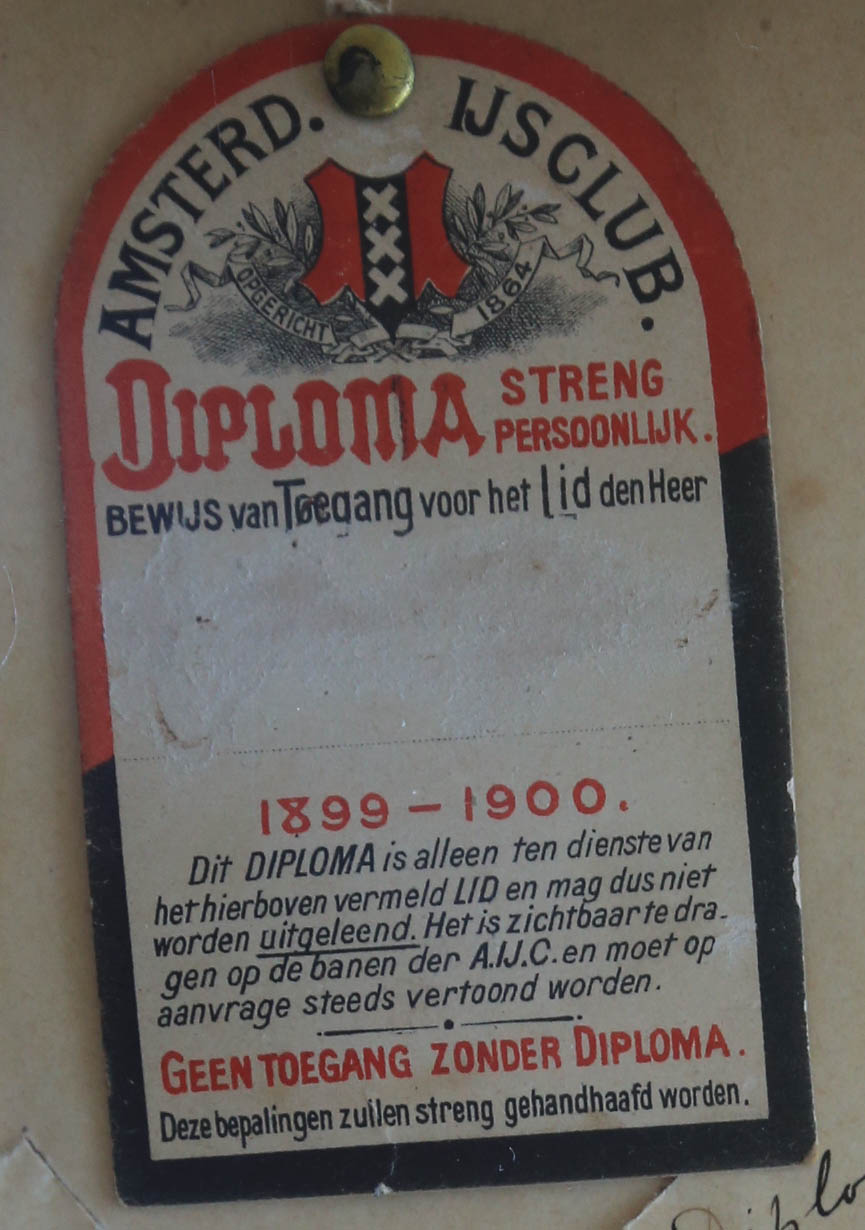 AMSTERD. IJSCLUB.
OPGERICHT 1864
DIPLOMA STRENG
PERSOONLIJK.
BEWIJS van Toegang voor het Lid den Heer
1899 – 1900.
Dit DIPLOMA is alleen ten dienste van
het hierboven vermeld LID en mag dus niet
worden uitgeleend. Het is zichtbaar te dra-
gen op de banen der A.IJ.C. en moet op
aanvrage steeds vertoond worden.
GEEN TOEGANG ZONDER DIPLOMA.
Deze bepalingen zullen streng gehandhaafd worden.